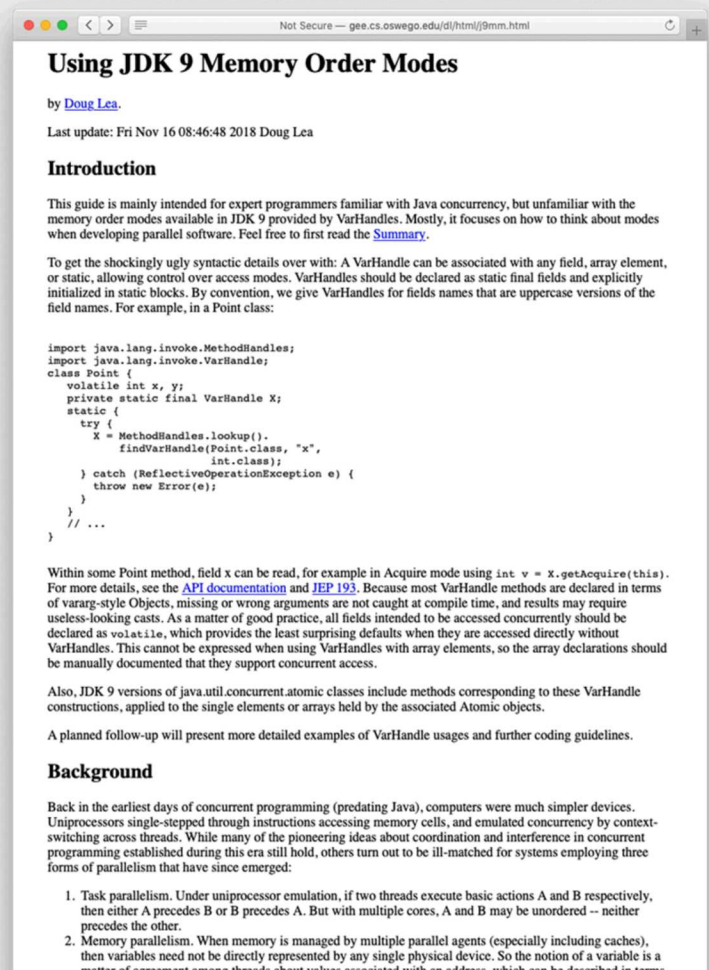 Not Secure — gee.cs.oswego.edu/dl/html/j9mm.html
Using JDK 9 Memory Order Modes
by Doug Lea.
Last update: Fri Nov 16 08:46:48 2018 Doug Lea
Introduction
This guide is mainly intended for expert programmers familiar with Java concurrency, but unfamiliar with the
memory order modes available in JDK 9 provided by VarHandles. Mostly, it focuses on how to think about modes
when developing parallel software. Feel free to first read the Summary.
To get the shockingly ugly syntactic details over with: A VarHandle can be associated with any field, array element,
or static, allowing control over access modes. VarHandles should be declared as static final fields and explicitly
initialized in static blocks. By convention, we give VarHandles for fields names that are uppercase versions of the
field names. For example, in a Point class:
import java.lang.invoke.MethodHandles;
import java.lang.invoke.VarHandle;
class Point {
   volatile int x, y;
   private static final VarHandle X;
   static {
     try {
       X = MethodHandles.lookup().
           findVarHandle(Point.class, "x",
                         int.class);
     } catch (ReflectiveOperationException e) {
       throw new Error(e);
     }
   }
   // ...
}
Within some Point method, field x can be read, for example in Acquire mode using int v = X.getAcquire(this).
For more details, see the API documentation and JEP 193. Because most VarHandle methods are declared in terms
of vararg-style Objects, missing or wrong arguments are not caught at compile time, and results may require
useless-looking casts. As a matter of good practice, all fields intended to be accessed concurrently should be
declared as volatile, which provides the least surprising defaults when they are accessed directly without
VarHandles. This cannot be expressed when using VarHandles with array elements, so the array declarations should
be manually documented that they support concurrent access.
Also, JDK 9 versions of java.util.concurrent.atomic classes include methods corresponding to these VarHandle
constructions, applied to the single elements or arrays held by the associated Atomic objects.
A planned follow-up will present more detailed examples of VarHandle usages and further coding guidelines.
Background
Back in the earliest days of concurrent programming (predating Java), computers were much simpler devices.
Uniprocessors single-stepped through instructions accessing memory cells, and emulated concurrency by context-
switching across threads. While many of the pioneering ideas about coordination and interference in concurrent
programming established during this era still hold, others turn out to be ill-matched for systems employing three
forms of parallelism that have since emerged:
1. Task parallelism. Under uniprocessor emulation, if two threads execute basic actions A and B respectively,
then either A precedes B or B precedes A. But with multiple cores, A and B may be unordered -- neither
precedes the other.
2. Memory parallelism. When memory is managed by multiple parallel agents (especially including caches),
then variables need not be directly represented by any single physical device. So the notion of a variable is a
matter of agreement among threads about values associated with an address, which can be described in terms